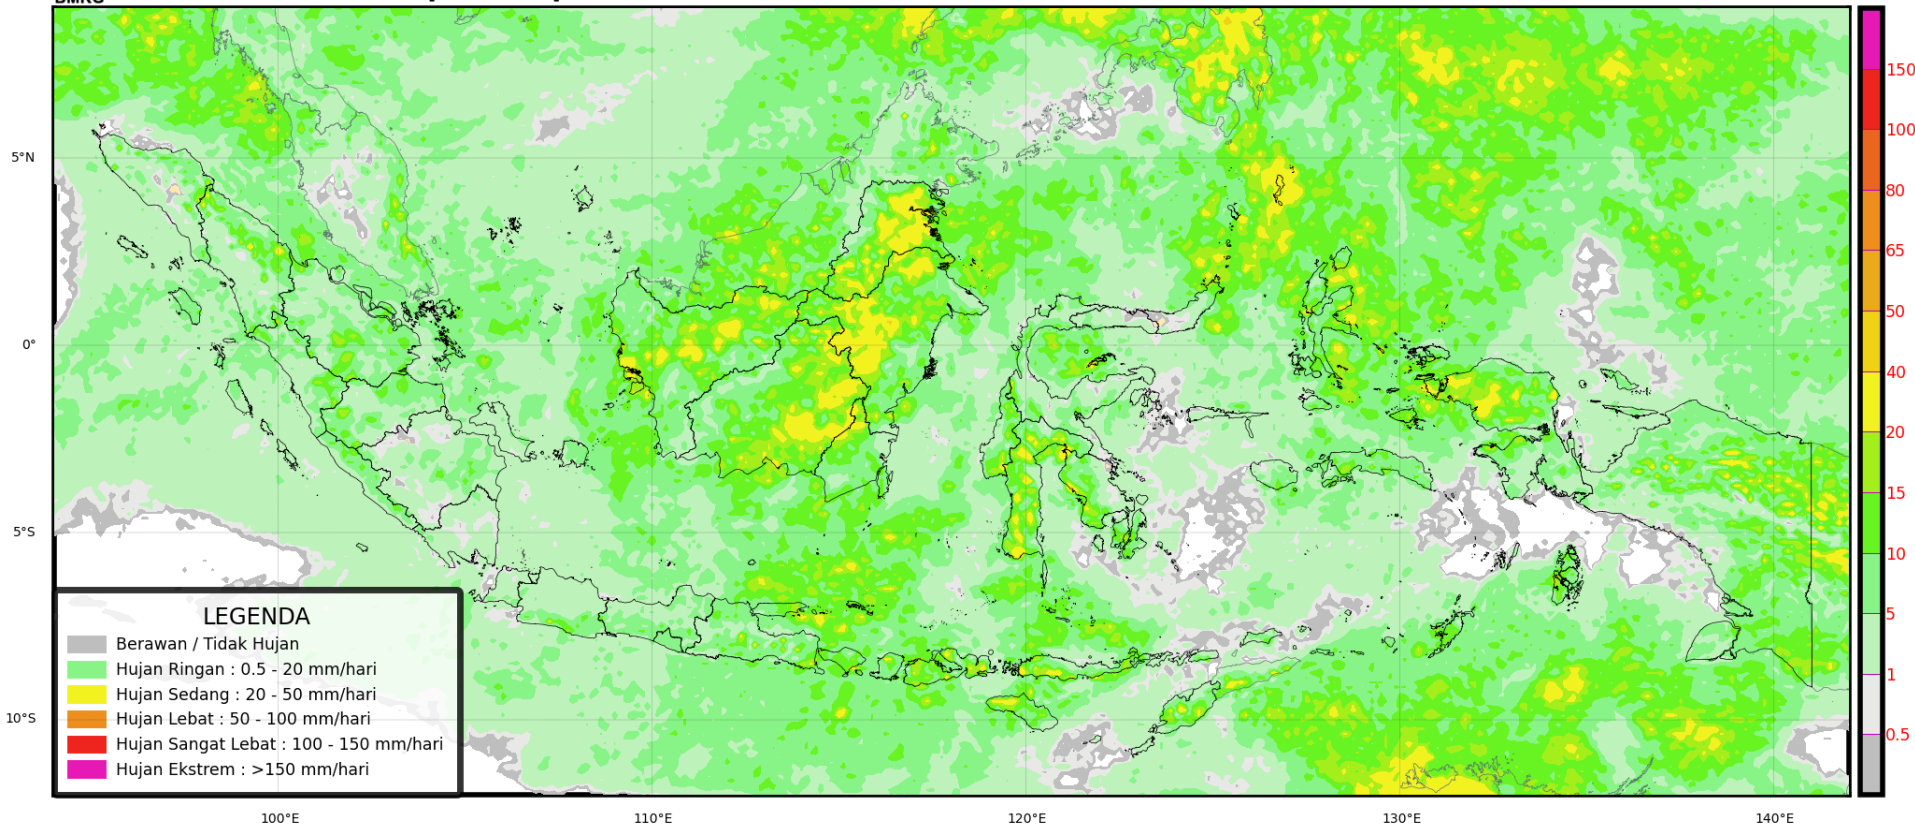 BMKG
5°N
0°
5°S
10°S
100°E
110°E
120°E
130°E
140°E
LEGENDA
Berawan / Tidak Hujan
Hujan Ringan : 0.5 - 20 mm/hari
Hujan Sedang : 20 - 50 mm/hari
Hujan Lebat : 50 - 100 mm/hari
Hujan Sangat Lebat : 100 - 150 mm/hari
Hujan Ekstrem : >150 mm/hari
150
100
80
65
50
40
20
15
10
5
1
0.5